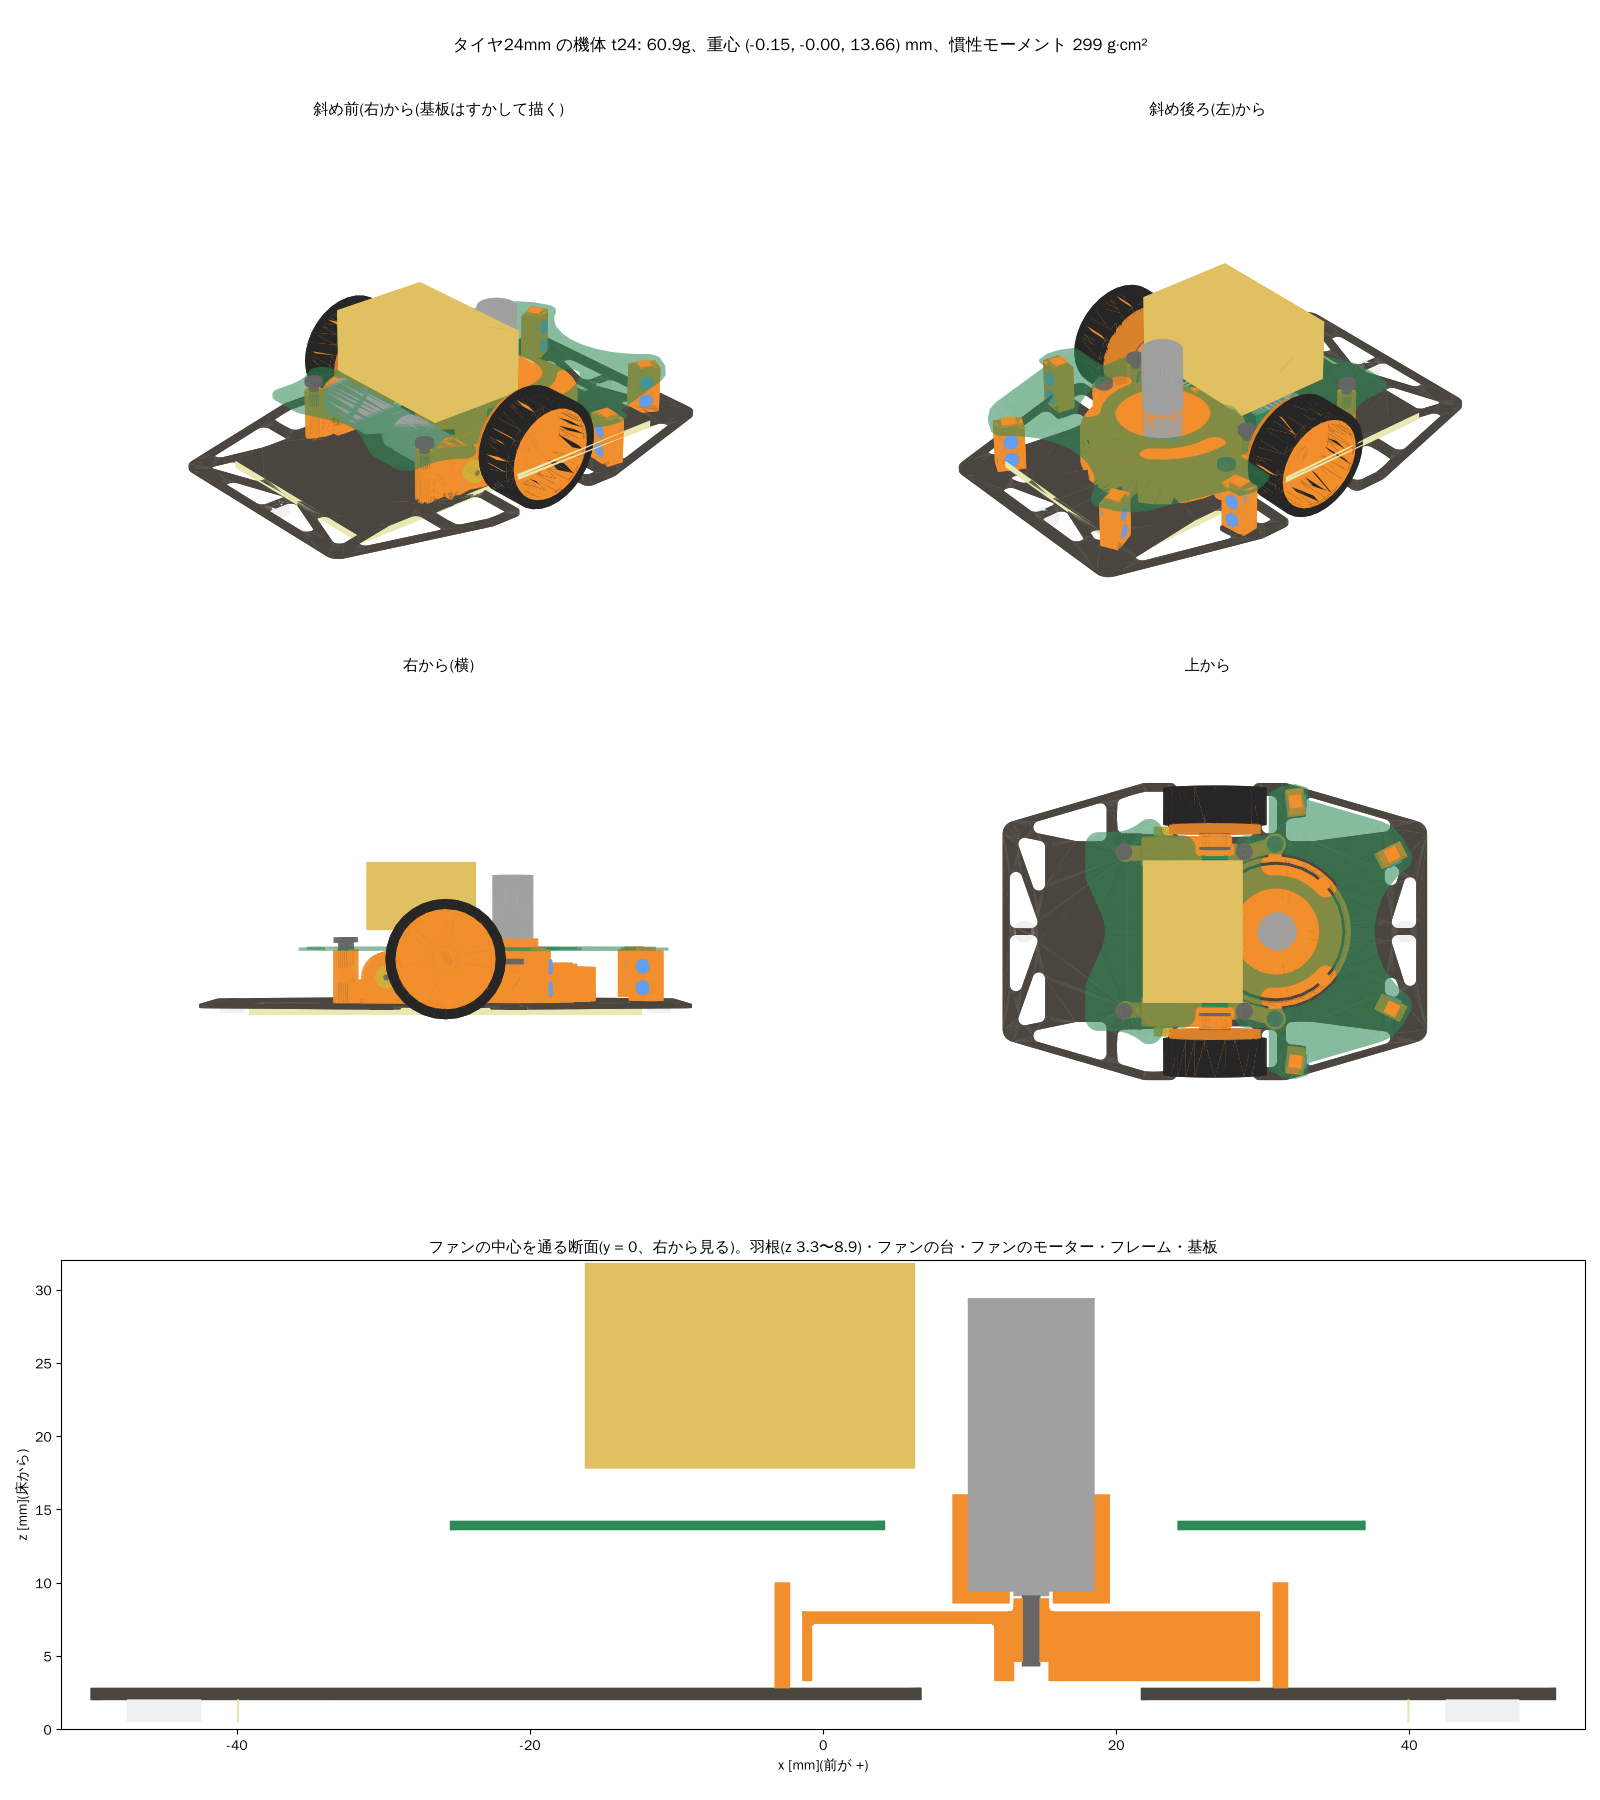 タイヤ24mm の機体 t24: 60.9g、重心 (-0.15, -0.00, 13.66) mm、慣性モーメント 299 g·cm²
斜め前(右)から(基板はすかして描く)
斜め後ろ(左)から
右から(横)
上から
ファンの中心を通る断面(y = 0、右から見る)。羽根(z 3.3〜8.9)・ファンの台・ファンのモーター・フレーム・基板
z [mm](床から)
30
25
20
15
10
5
0
-40
-20
0
20
40
x [mm](前が +)